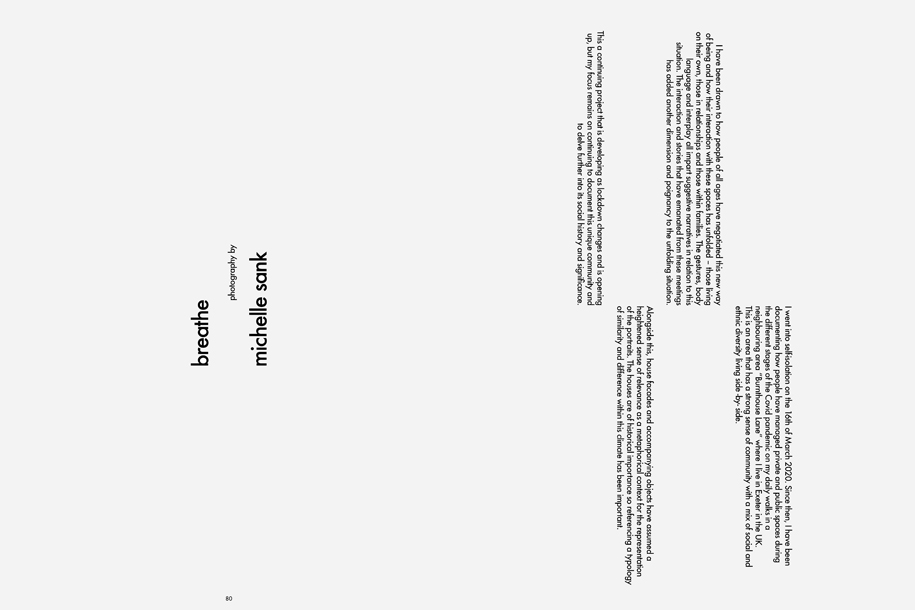 breathe
photography by
michelle sank
80
I went into self-isolation on the 16th of March 2020. Since then, I have been
documenting how people have managed private and public spaces during
the different stages of the Covid pandemic on my daily walks in a
neighbouring area “Burnthouse Lane” where I live in Exeter in the UK.
This is an area that has a strong sense of community with a mix of social and
ethnic diversity living side -by- side.
I have been drawn to how people of all ages have negotiated this new way
of being and how their interaction with these spaces has unfolded – those living
on their own, those in relationships and those within families. The gestures, body
language and interplay all impart suggestive narratives in relation to this
situation. The interaction and stories that have emanated from these meetings
has added another dimension and poignancy to the unfolding situation.
Alongside this, house facades and accompanying objects have assumed a
heightened sense of relevance as a metaphorical context for the representation
of the portraits. The houses are of historical importance so referencing a typology
of similarity and difference within this climate has been important.
This a continuing project that is developing as lockdown changes and is opening
up, but my focus remains on continuing to document this unique community and
to delve further into its social history and significance.